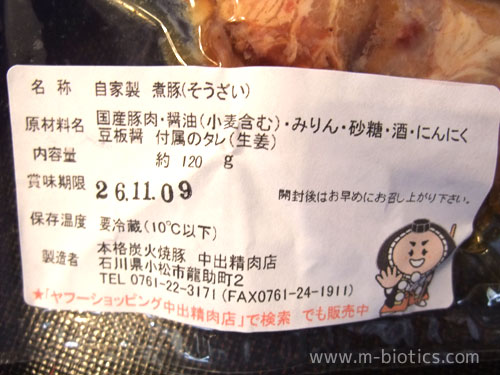 名 称 自家製 煮豚(そうざい)
原材料名 国産豚肉・醤油(小麦含む)・みりん・砂糖・酒・にんにく
豆板醤 付属のタレ(生姜)
内容量 約 120 g
賞味期限 26.11.09 開封後はお早めにお召し上がり下さい。
保存温度 要冷蔵(10℃以下)
製造者 本格炭火焼豚 中出精肉店
石川県小松市龍助町2
TEL 0761-22-3171(FAX0761-24-1911)
★「ヤフーショッピング中出精肉店」で検索 でも販売中
www.m-biotics.com